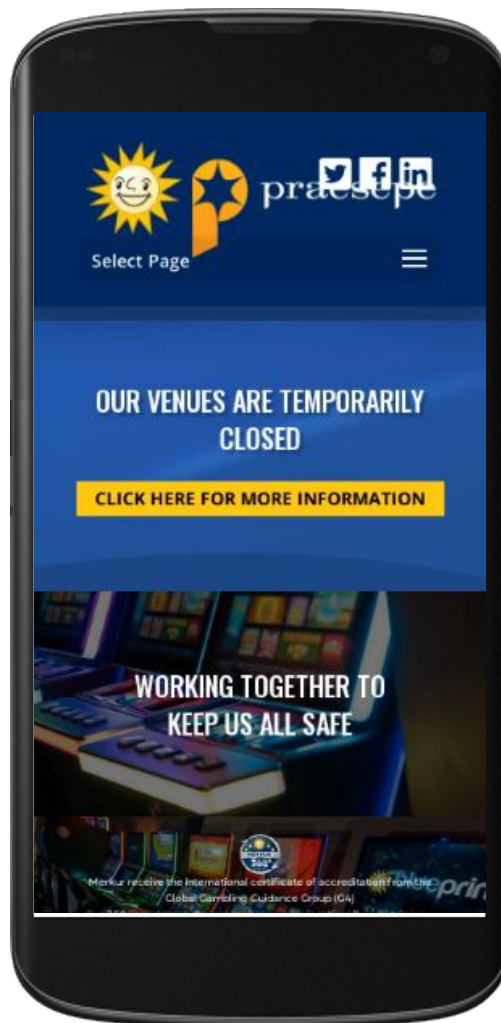 praesepe
Select Page
OUR VENUES ARE TEMPORARILY
CLOSED
CLICK HERE FOR MORE INFORMATION
WORKING TOGETHER TO
KEEP US ALL SAFE
360°
Merkur receive the international certificate of accreditation from the
Global Gambling Guidance Group (G4)